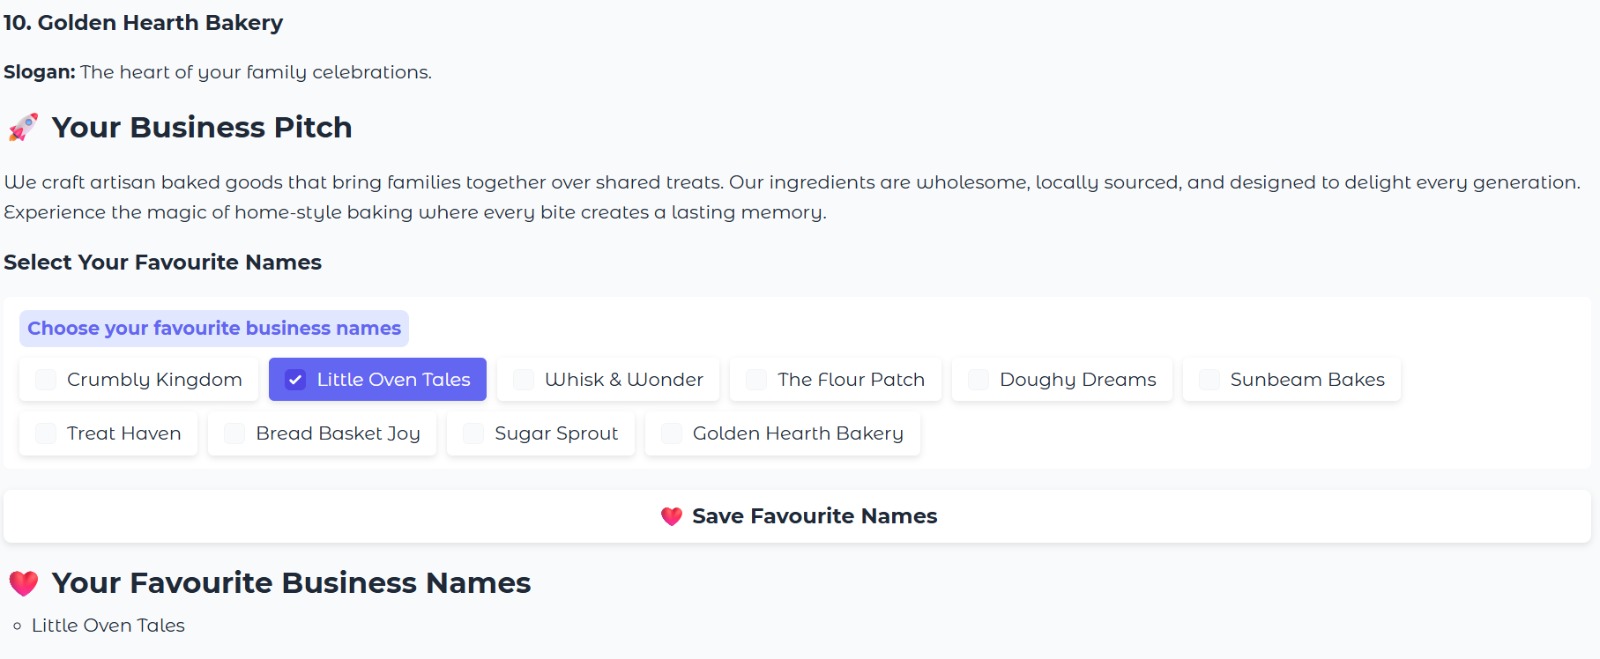 10. Golden Hearth Bakery
Slogan: The heart of your family celebrations.
🚀 Your Business Pitch
We craft artisan baked goods that bring families together over shared treats. Our ingredients are wholesome, locally sourced, and designed to delight every generation.
Experience the magic of home-style baking where every bite creates a lasting memory.
Select Your Favourite Names
Choose your favourite business names
Crumbly Kingdom Little Oven Tales Whisk & Wonder The Flour Patch Doughy Dreams Sunbeam Bakes
Treat Haven Bread Basket Joy Sugar Sprout Golden Hearth Bakery
❤️ Save Favourite Names
❤️ Your Favourite Business Names
Little Oven Tales